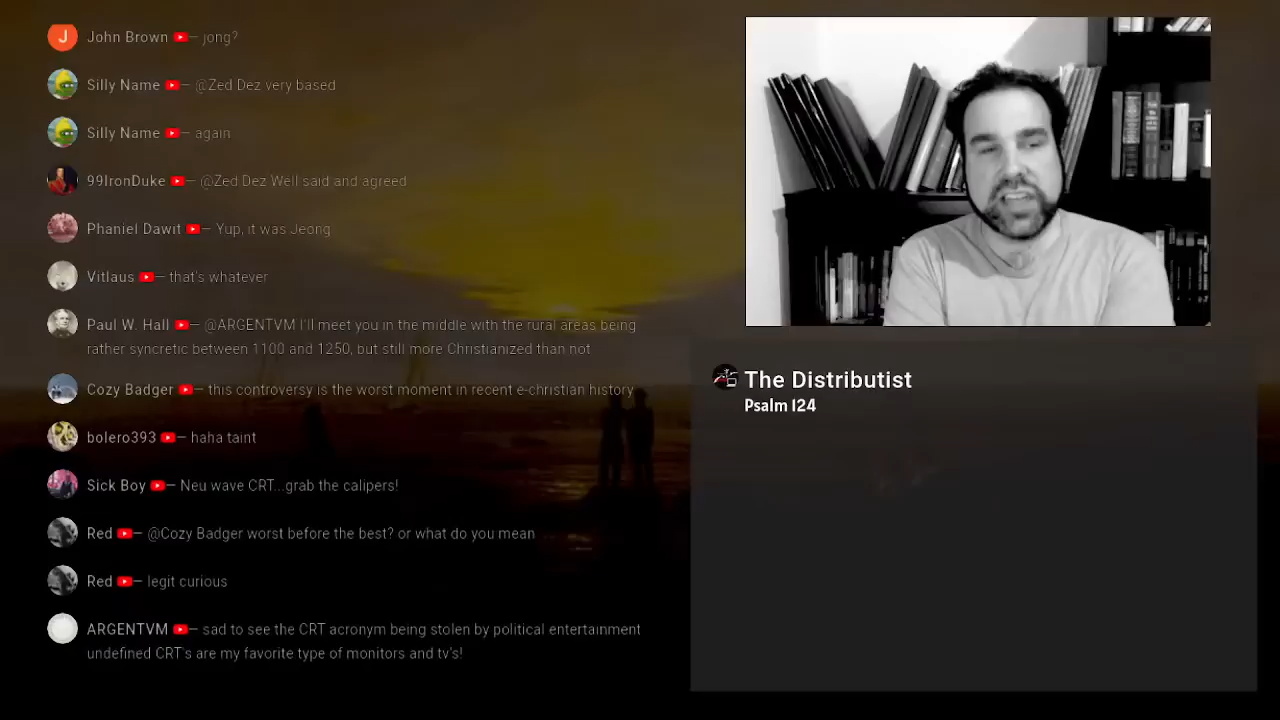 John Brown — jong?
Silly Name — @Zed Dez very based
Silly Name — again
99IronDuke — @Zed Dez Well said and agreed
Phaniel Dawit — Yup, it was Jeong
Vitlaus — that's whatever
Paul W. Hall — @ARGENTVM I'll meet you in the middle with the rural areas being
rather syncretic between 1100 and 1250, but still more Christianized than not
Cozy Badger — this controversy is the worst moment in recent e-christian history
bolero393 — haha taint
Sick Boy — Neu wave CRT...grab the calipers!
Red — @Cozy Badger worst before the best? or what do you mean
Red — legit curious
ARGENTVM — sad to see the CRT acronym being stolen by political entertainment
undefined CRT's are my favorite type of monitors and tv's!
The Distributist
Psalm 124